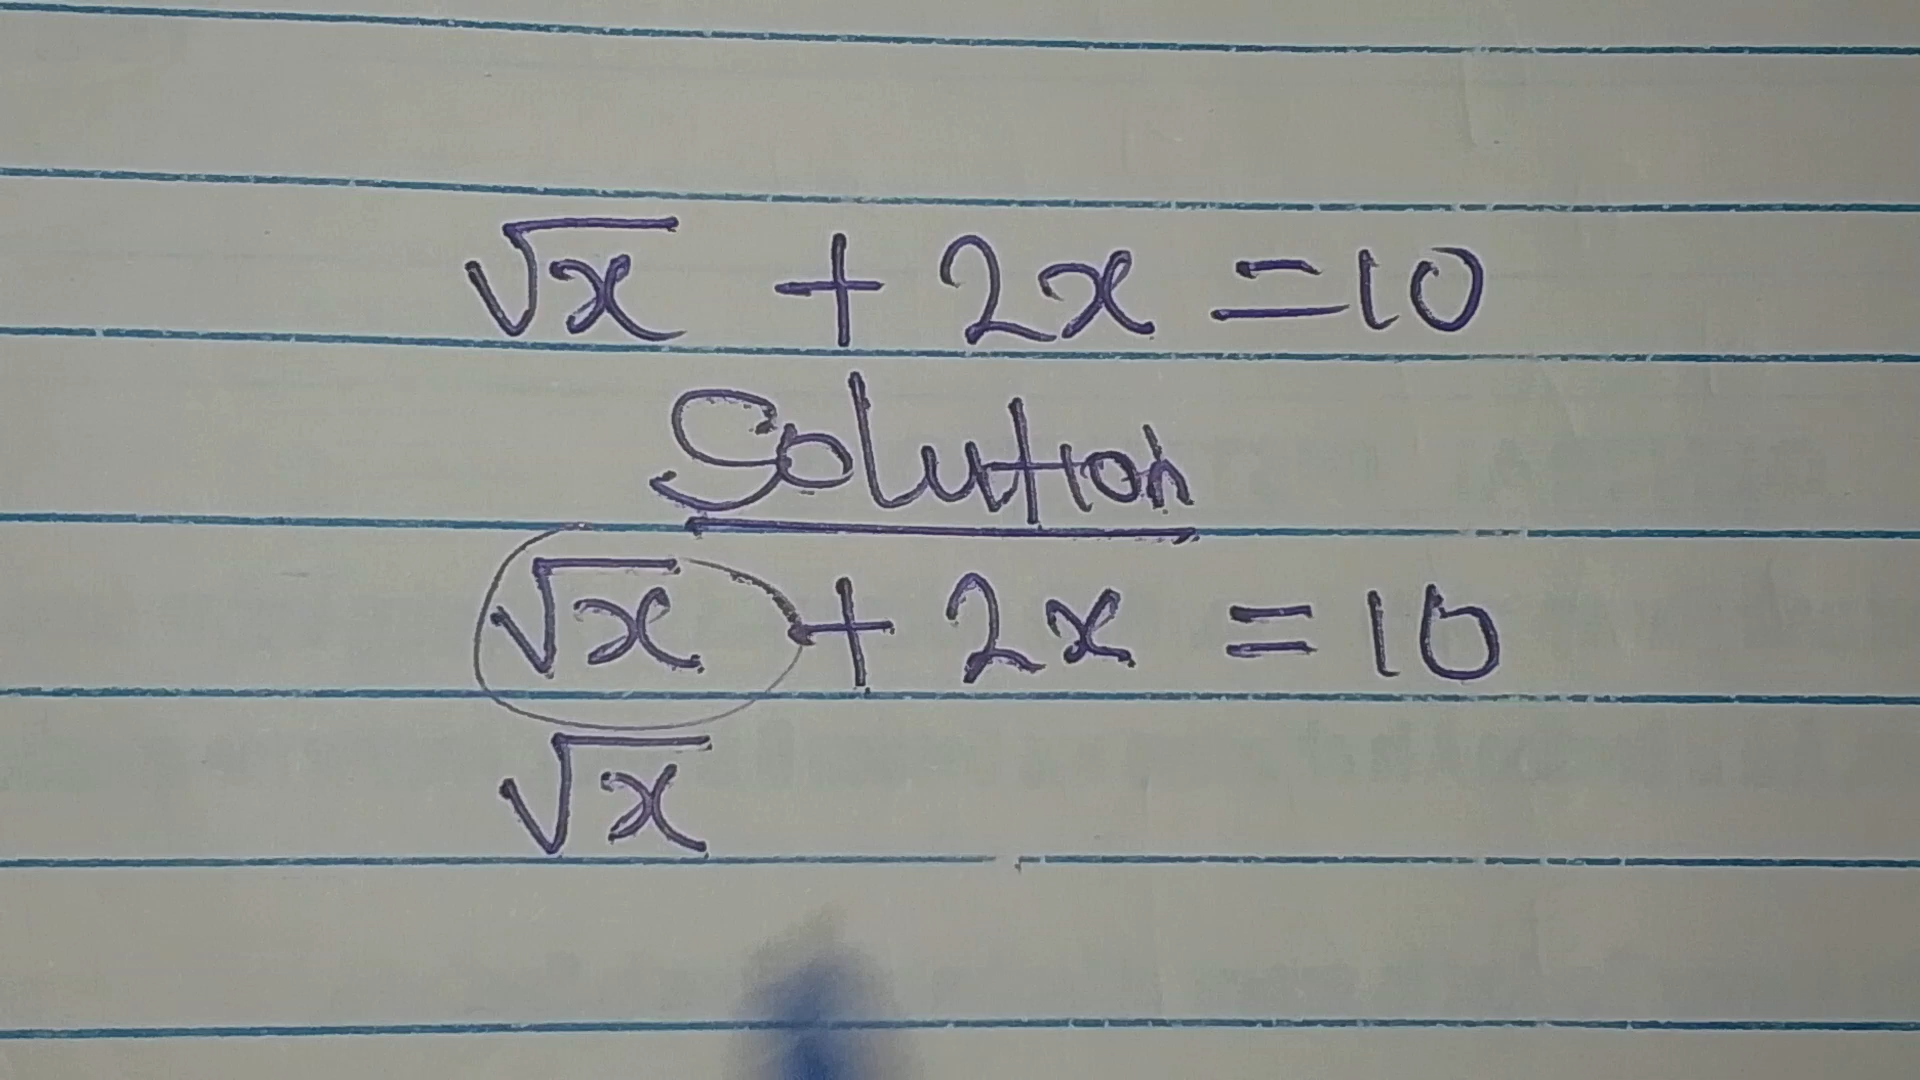 √x + 2x = 10
Solution
√x + 2x = 10
√x